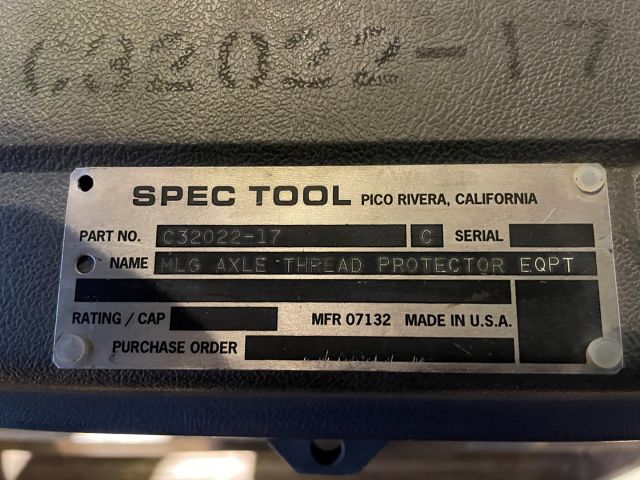 C32022-17
SPEC TOOL PICO RIVERA, CALIFORNIA
PART NO. C32022-17 C SERIAL
NAME MLG AXLE THREAD PROTECTOR EQPT
RATING / CAP MFR 07132 MADE IN U.S.A.
PURCHASE ORDER